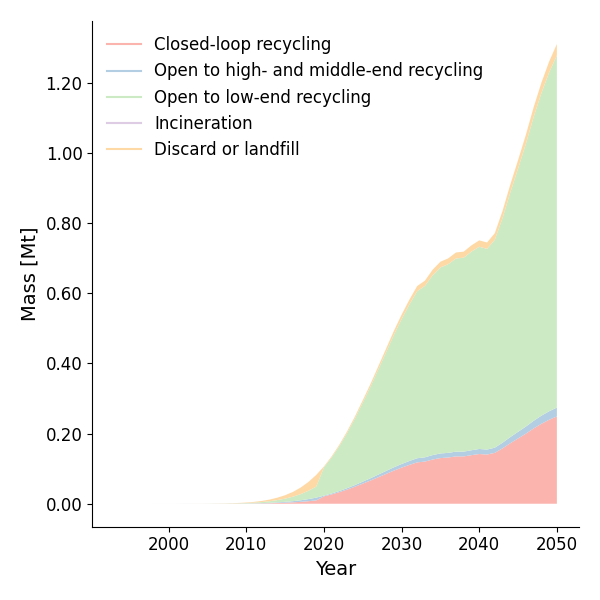 Closed-loop recycling
Open to high- and middle-end recycling
Open to low-end recycling
Incineration
Discard or landfill
1.20
1.00
0.80
0.60
0.40
0.20
0.00
Mass [Mt]
2000 2010 2020 2030 2040 2050
Year